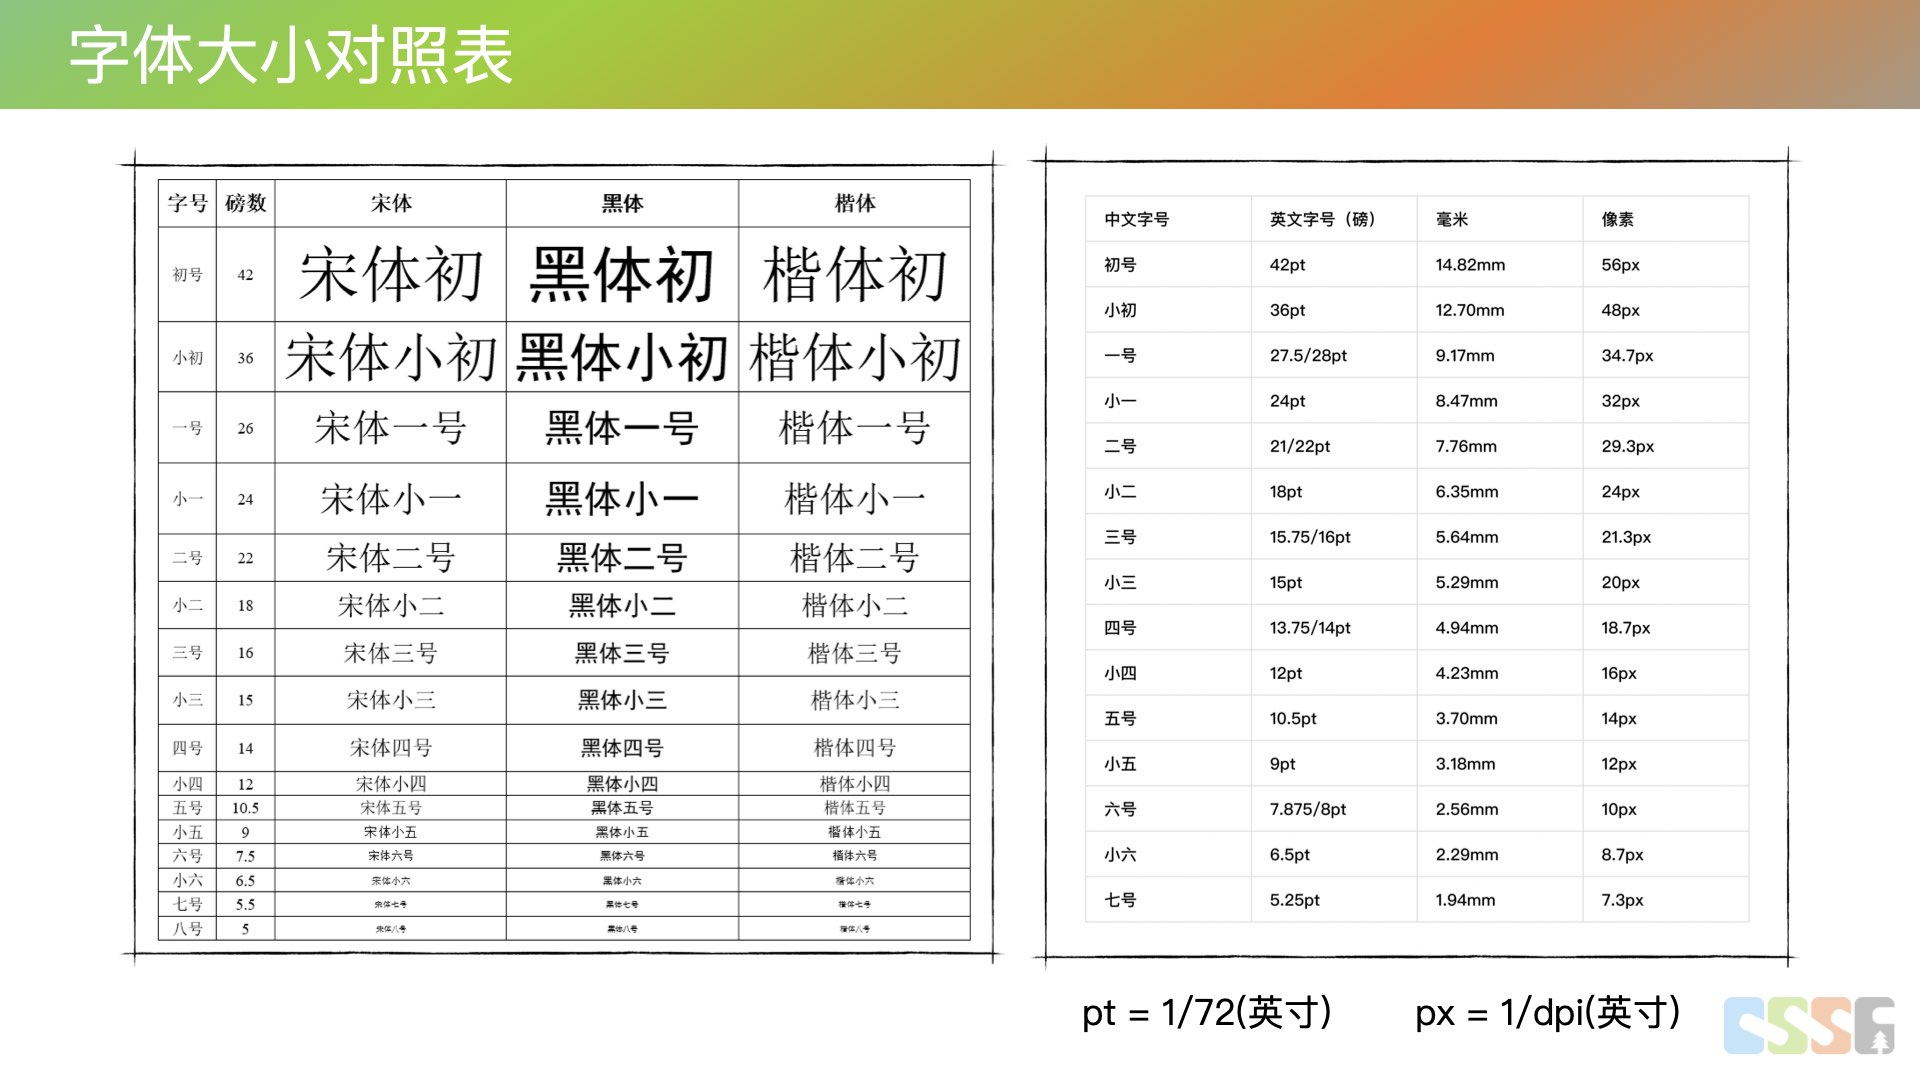 字体大小对照表
字号 磅数 宋体 黑体 楷体
初号 42 宋体初 黑体初 楷体初
小初 36 宋体小初 黑体小初 楷体小初
一号 26 宋体一号 黑体一号 楷体一号
小一 24 宋体小一 黑体小一 楷体小一
二号 22 宋体二号 黑体二号 楷体二号
小二 18 宋体小二 黑体小二 楷体小二
三号 16 宋体三号 黑体三号 楷体三号
小三 15 宋体小三 黑体小三 楷体小三
四号 14 宋体四号 黑体四号 楷体四号
小四 12 宋体小四 黑体小四 楷体小四
五号 10.5 宋体五号 黑体五号 楷体五号
小五 9 宋体小五 黑体小五 楷体小五
六号 7.5 宋体六号 黑体六号 楷体六号
小六 6.5 宋体小六 黑体小六 楷体小六
七号 5.5 宋体七号 黑体七号 楷体七号
八号 5 宋体八号 黑体八号 楷体八号
中文字号 英文字号（磅） 毫米 像素
初号 42pt 14.82mm 56px
小初 36pt 12.70mm 48px
一号 27.5/28pt 9.17mm 34.7px
小一 24pt 8.47mm 32px
二号 21/22pt 7.76mm 29.3px
小二 18pt 6.35mm 24px
三号 15.75/16pt 5.64mm 21.3px
小三 15pt 5.29mm 20px
四号 13.75/14pt 4.94mm 18.7px
小四 12pt 4.23mm 16px
五号 10.5pt 3.70mm 14px
小五 9pt 3.18mm 12px
六号 7.875/8pt 2.56mm 10px
小六 6.5pt 2.29mm 8.7px
七号 5.25pt 1.94mm 7.3px
pt = 1/72(英寸) px = 1/dpi(英寸)